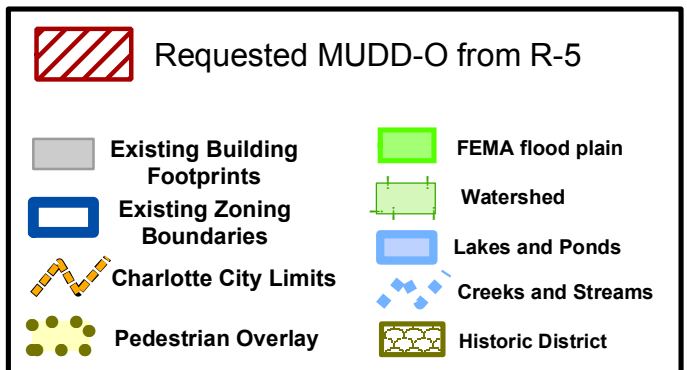 Requested MUDD-O from R-5
Existing Building
Footprints
Existing Zoning
Boundaries
Charlotte City Limits
Pedestrian Overlay
FEMA flood plain
Watershed
Lakes and Ponds
Creeks and Streams
Historic District